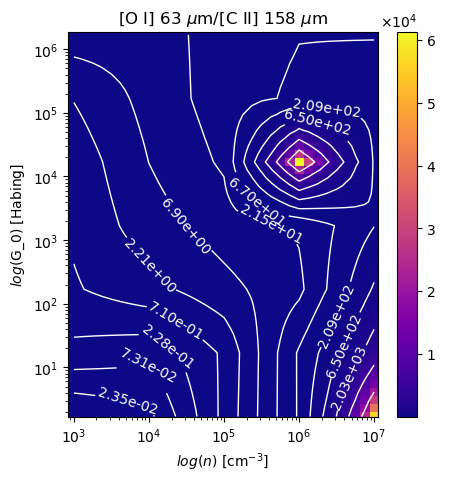 [O I] 63 μm/[C II] 158 μm
×10⁴
10⁶
10⁵
10⁴
10³
10²
10¹
log(G_0) [Habing]
2.09e+02
6.50e+02
6.70e+01
2.15e+01
6.90e+00
2.21e+00
7.10e-01
2.28e-01
7.31e-02
2.35e-02
2.09e+02
6.50e+02
2.03e+03
6
5
4
3
2
1
10³ 10⁴ 10⁵ 10⁶ 10⁷
log(n) [cm⁻³]